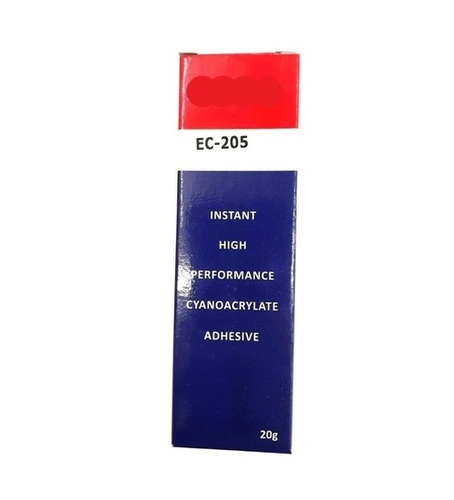 EC-205
INSTANT
HIGH
PERFORMANCE
CYANOACRYLATE
ADHESIVE
20g